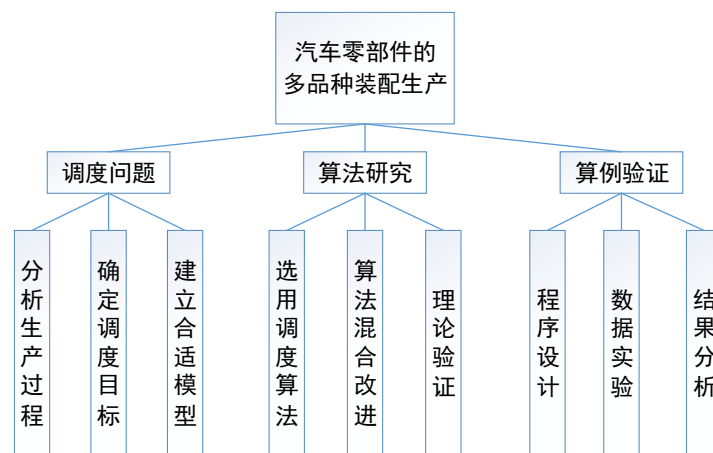 汽车零部件的
多品种装配生产
调度问题
算法研究
算例验证
分析生产过程
确定调度目标
建立合适模型
选用调度算法
算法混合改进
理论验证
程序设计
数据实验
结果分析